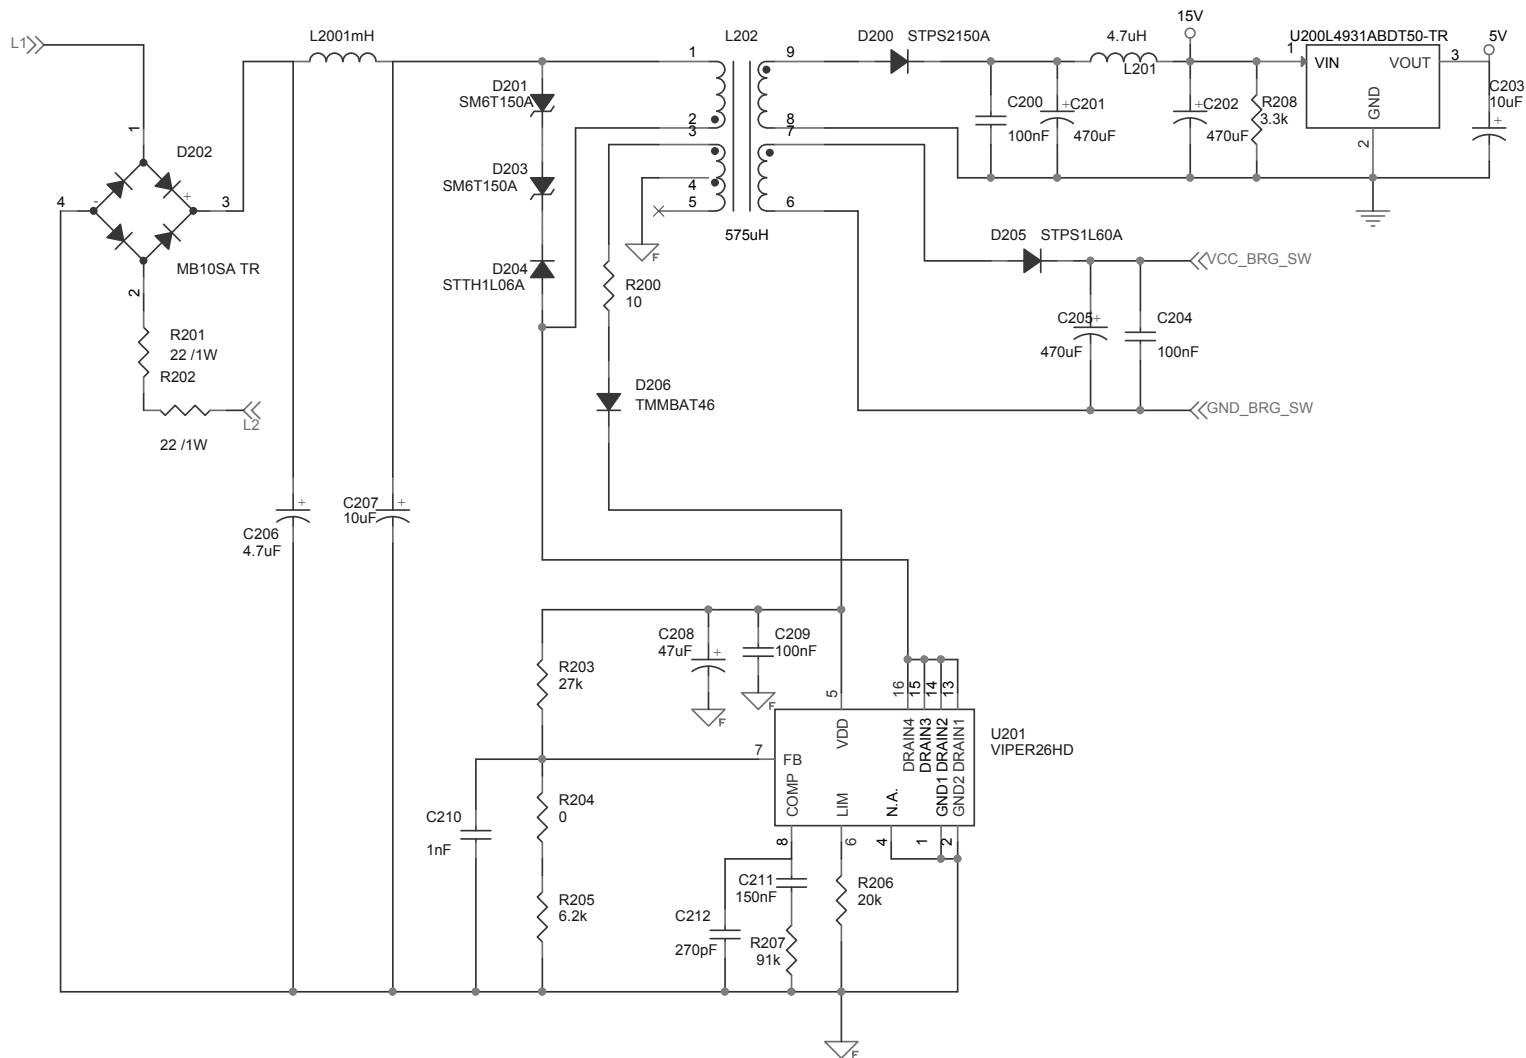 L1
L2001mH
L202
D200 STPS2150A
4.7uH
L201
15V
U200L4931ABDT50-TR
5V
1
VIN
VOUT
3
GND
2
C203
10uF
+
1
2
3
4
5
9
8
7
6
D201
SM6T150A
D203
SM6T150A
D204
STTH1L06A
C200
100nF
+
C201
470uF
+
C202
470uF
R208
3.3k
1
D202
-
+
4
3
MB10SA TR
2
R201
22 /1W
R202
L2
22 /1W
F
575uH
R200
10
D205 STPS1L60A
VCC_BRG_SW
C205
+
470uF
C204
100nF
GND_BRG_SW
D206
TMMBAT46
+
C206
4.7uF
C207
10uF
+
C208
47uF
+
F
C209
100nF
F
R203
27k
5
16
15
14
13
VDD
DRAIN4
DRAIN3
DRAIN2
DRAIN1
U201
VIPER26HD
7
FB
COMP
LIM
N.A.
GND1
GND2
8
6
4
1
2
C210
1nF
R204
0
R205
6.2k
C211
150nF
R206
20k
C212
270pF
R207
91k
F